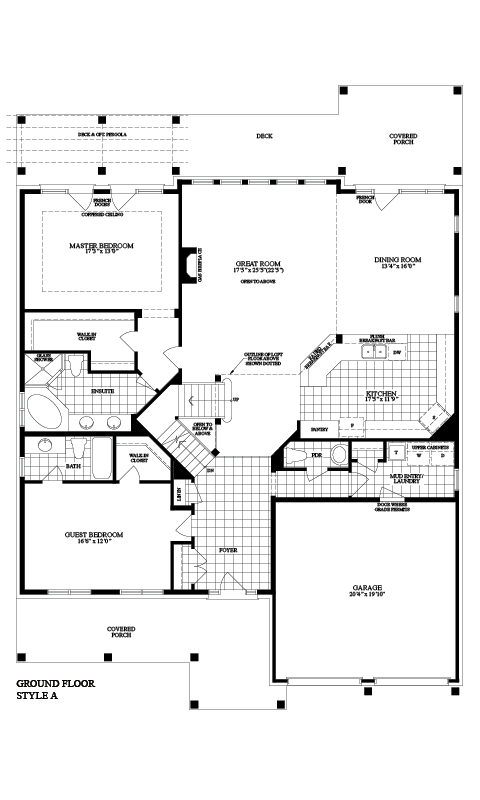 DECK & OPT. PERGOLA
DECK
COVERED
PORCH
FRENCH
DOORS
COFFERED CEILING
MASTER BEDROOM
17'3" x 13'0"
GAS FIREPLACE
GREAT ROOM
17'3" x 25'5"(22'5")
OPEN TO ABOVE
FRENCH
DOOR
DINING ROOM
13'4" x 16'0"
WALK-IN
CLOSET
GLASS
SHOWER
ENSUITE
OUTLINE OF LOFT
FLOOR ABOVE
SHOWN DOTTED
RAISED
BREAKFAST BAR
FLUSH
BREAKFAST BAR
DW
KITCHEN
17'5" x 11'9"
UP
OPEN TO
BELOW &
ABOVE
DN
PANTRY
F
S
BATH
WALK-IN
CLOSET
LINEN
PDR
T
UPPER CABINETS
W
D
MUD ENTRY/
LAUNDRY
DOOR WHERE
GRADE PERMITS
GUEST BEDROOM
16'6" x 12'0"
FOYER
GARAGE
20'4" x 19'10"
COVERED
PORCH
GROUND FLOOR
STYLE A